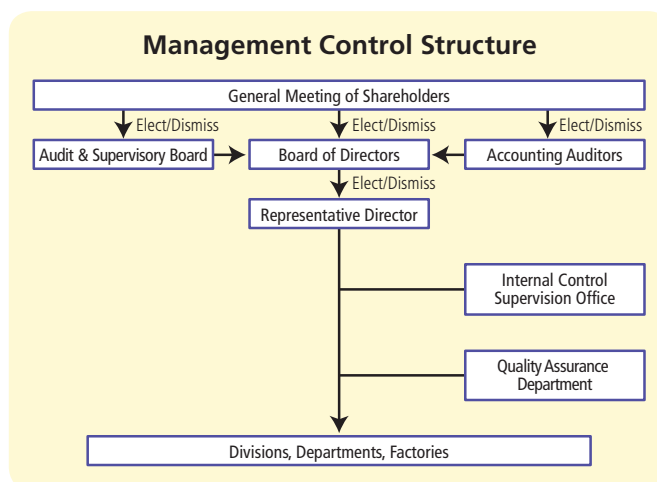 Management Control Structure
General Meeting of Shareholders
Elect/Dismiss
Elect/Dismiss
Elect/Dismiss
Audit & Supervisory Board
Board of Directors
Accounting Auditors
Elect/Dismiss
Representative Director
Internal Control
Supervision Office
Quality Assurance
Department
Divisions, Departments, Factories